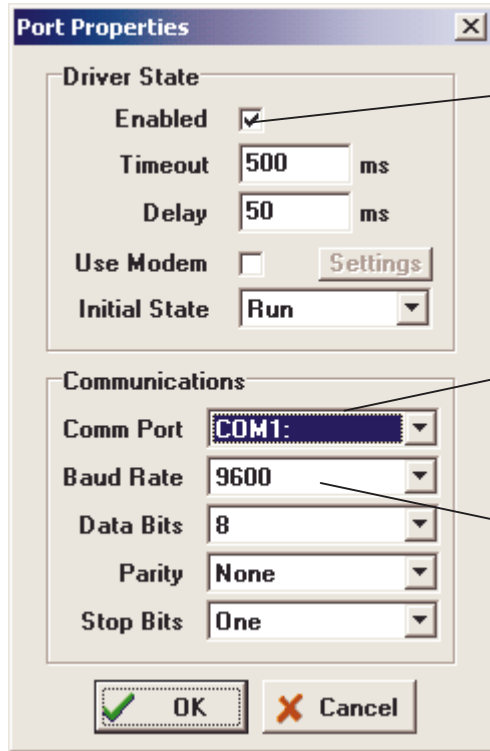 Port Properties
Driver State
Enabled
Timeout 500 ms
Delay 50 ms
Use Modem Settings
Initial State Run
Communications
Comm Port COM1:
Baud Rate 9600
Data Bits 8
Parity None
Stop Bits One
OK Cancel